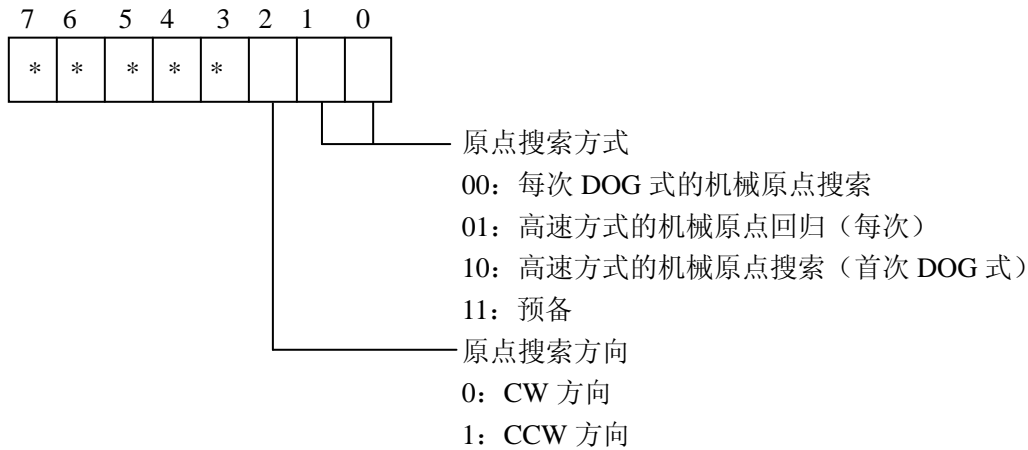 7 6 5 4 3 2 1 0
* * * * *
原点搜索方式
00：每次 DOG 式的机械原点搜索
01：高速方式的机械原点回归（每次）
10：高速方式的机械原点搜索（首次 DOG 式）
11：预备
原点搜索方向
0：CW 方向
1：CCW 方向